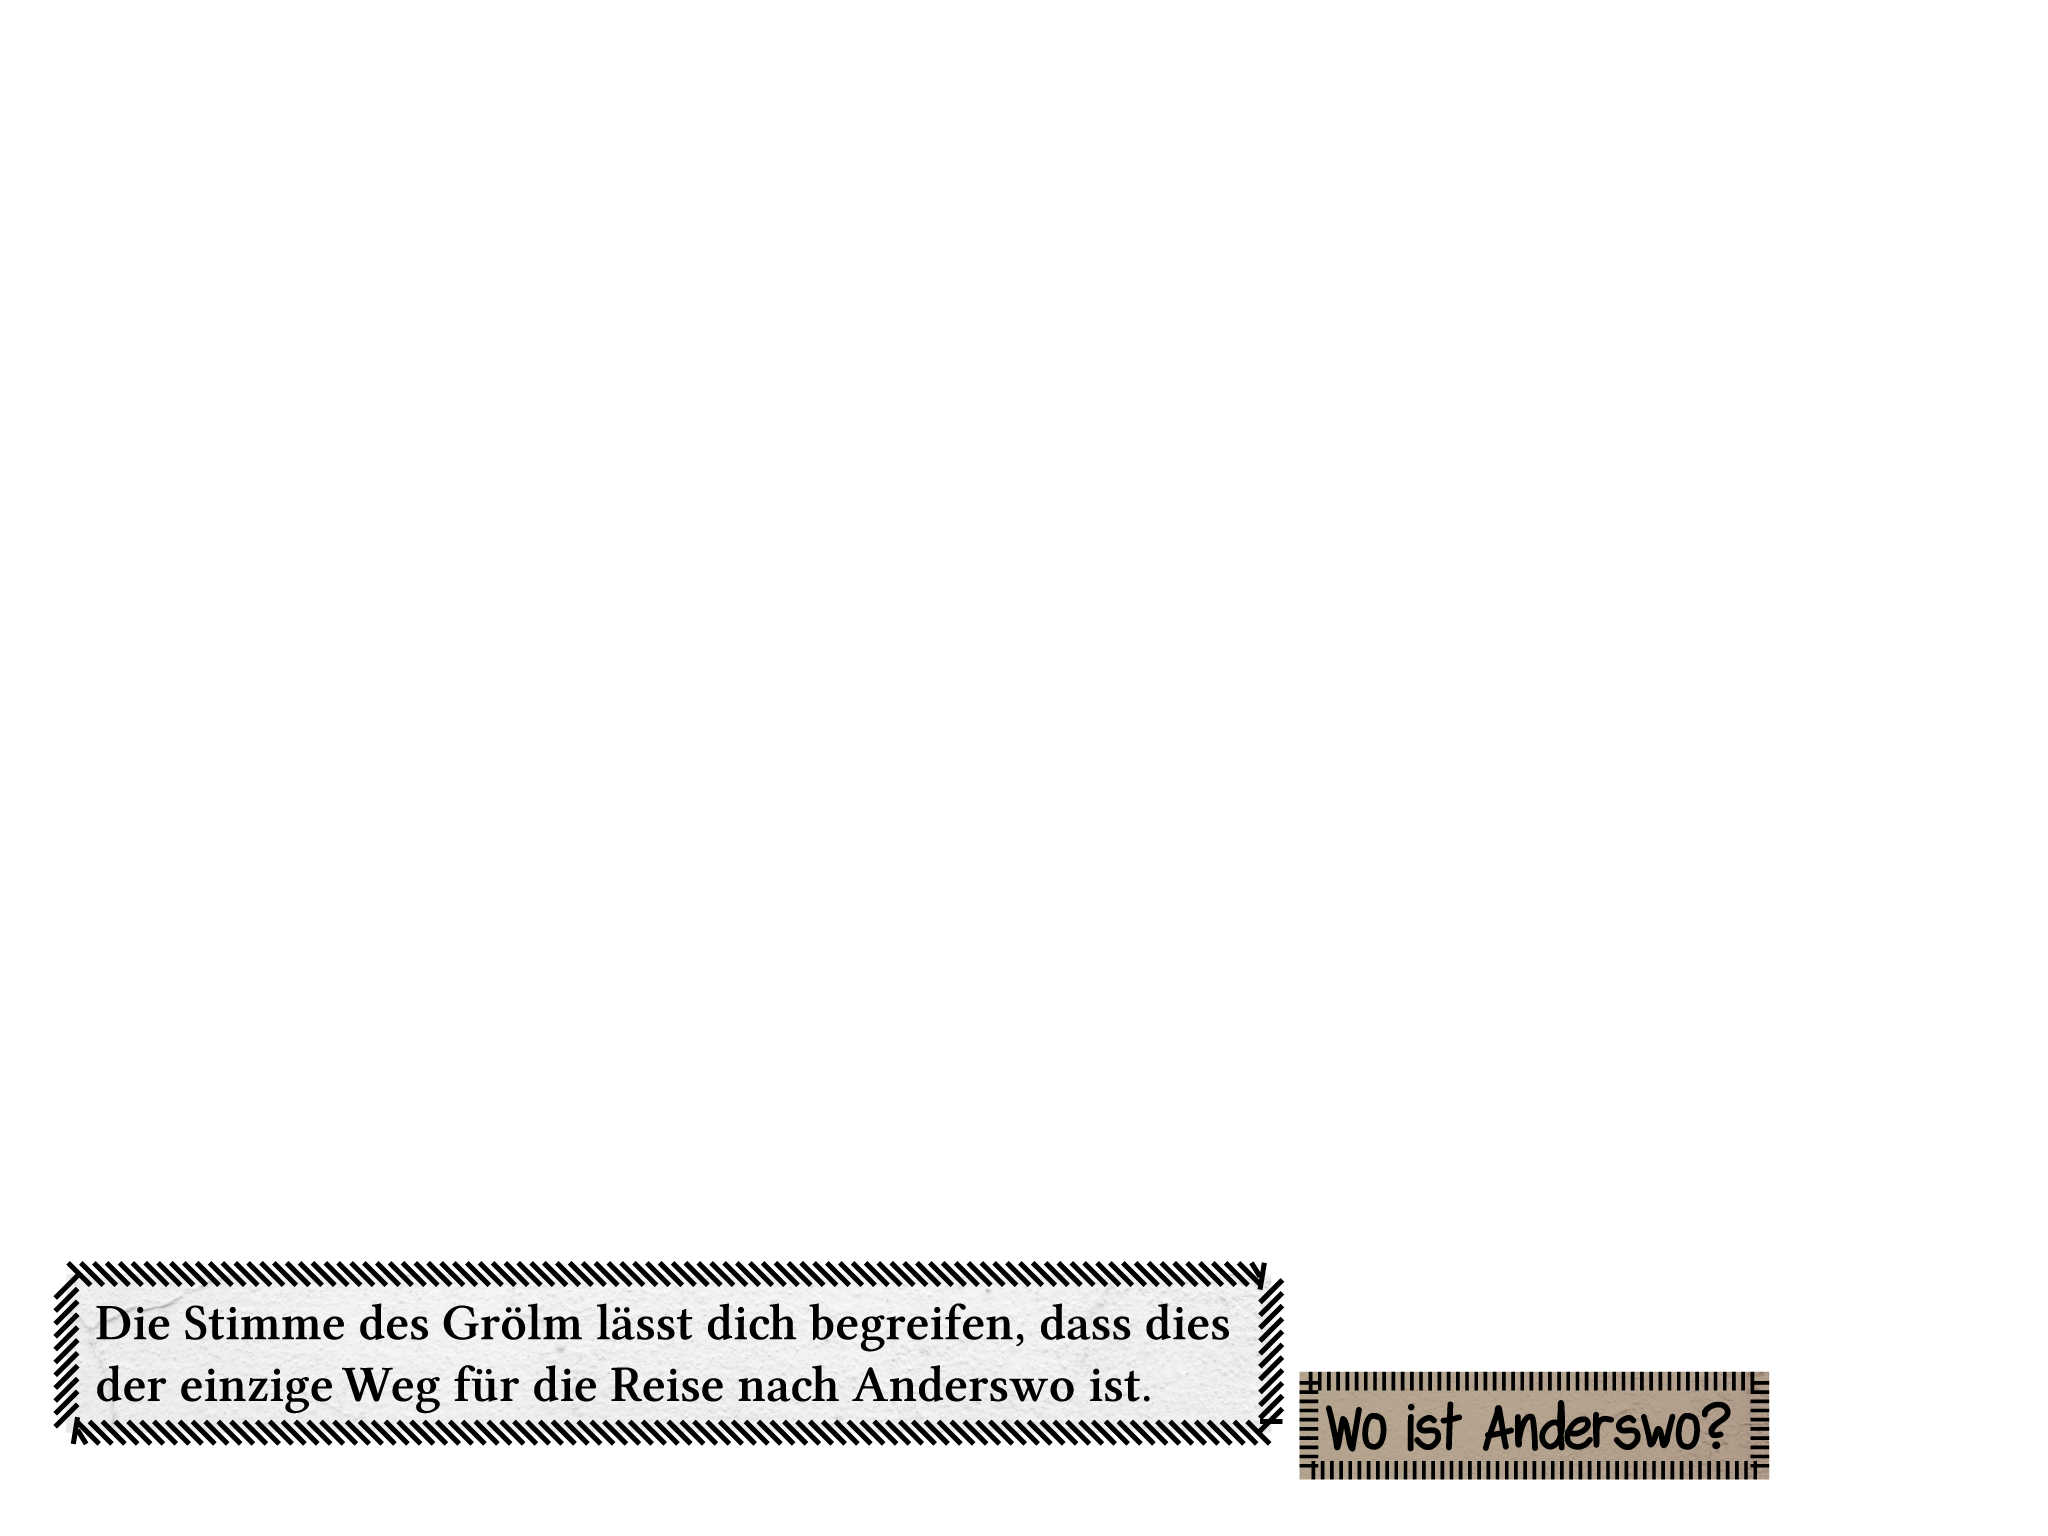 Die Stimme des Grölm lässt dich begreifen, dass dies
der einzige Weg für die Reise nach Anderswo ist.
Wo ist Anderswo?